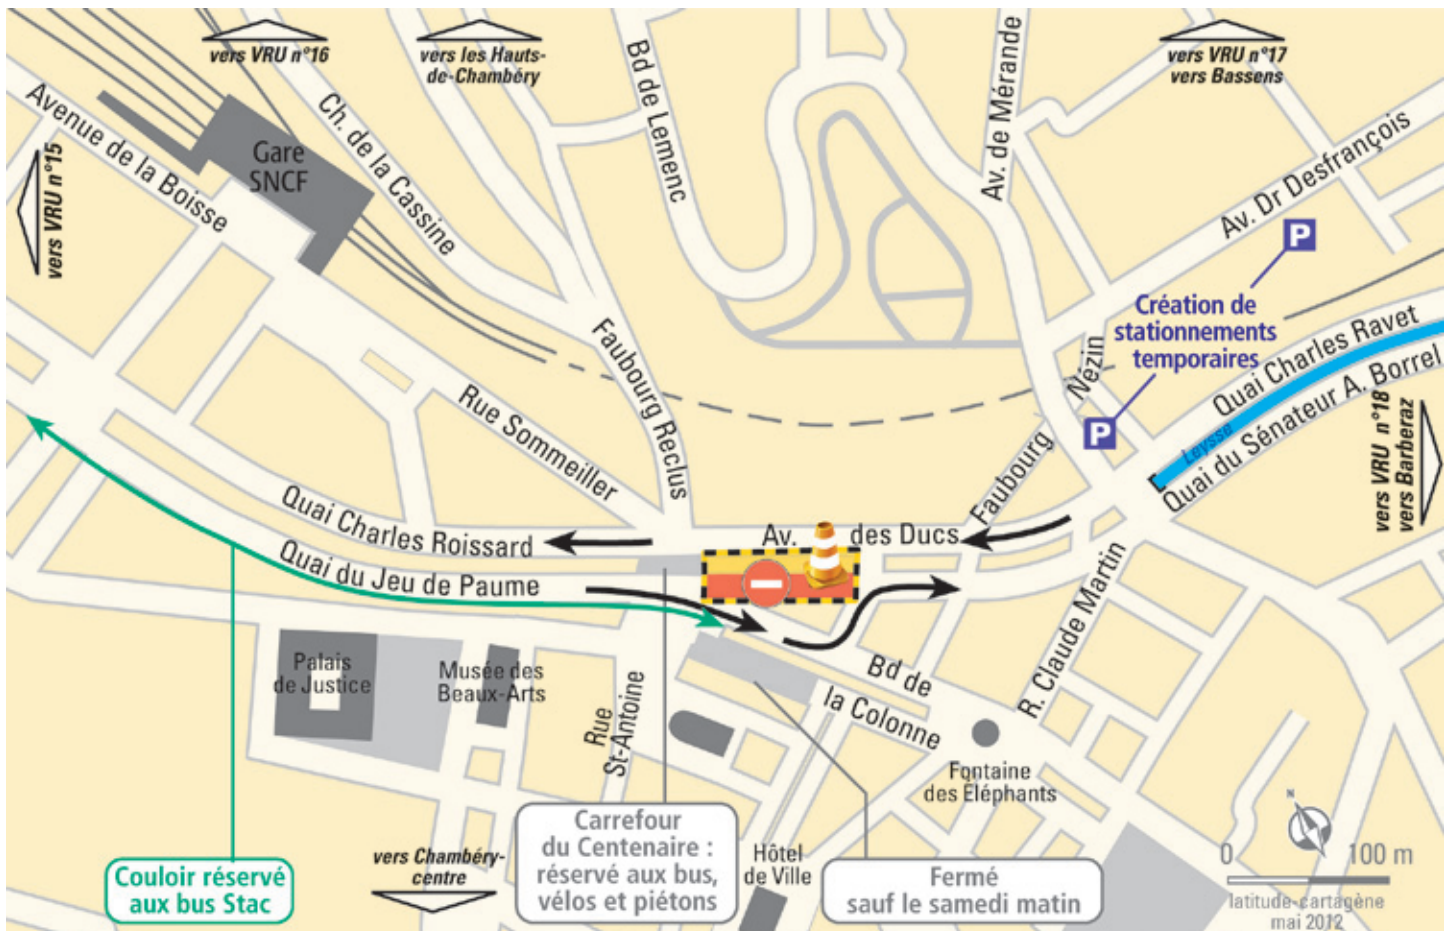 vers VRU n°16
vers les Hauts-
de-Chambéry
vers VRU n°17
vers Bassens
Avenue de la Boisse
Gare
SNCF
Ch. de la Cassine
Bd de Lemenc
Av. de Mérande
Av. Dr Desfrançois
vers VRU n°15
P
Création de
stationnements
temporaires
P
Nézin
Faubourg
Quai Charles Ravet
Leysse
Quai du Sénateur A. Borrel
vers VRU n°18
vers Barberaz
Faubourg Reclus
Rue Sommeiller
Quai Charles Roissard
Av. des Ducs
Quai du Jeu de Paume
R. Claude Martin
Palais
de Justice
Musée des
Beaux-Arts
Rue
St-Antoine
Bd de
la Colonne
Fontaine
des Éléphants
Couloir réservé
aux bus Stac
vers Chambéry-
centre
Carrefour
du Centenaire :
réservé aux bus,
vélos et piétons
Hôtel
de Ville
Fermé
sauf le samedi matin
N
0 100 m
latitude-cartagène
mai 2012